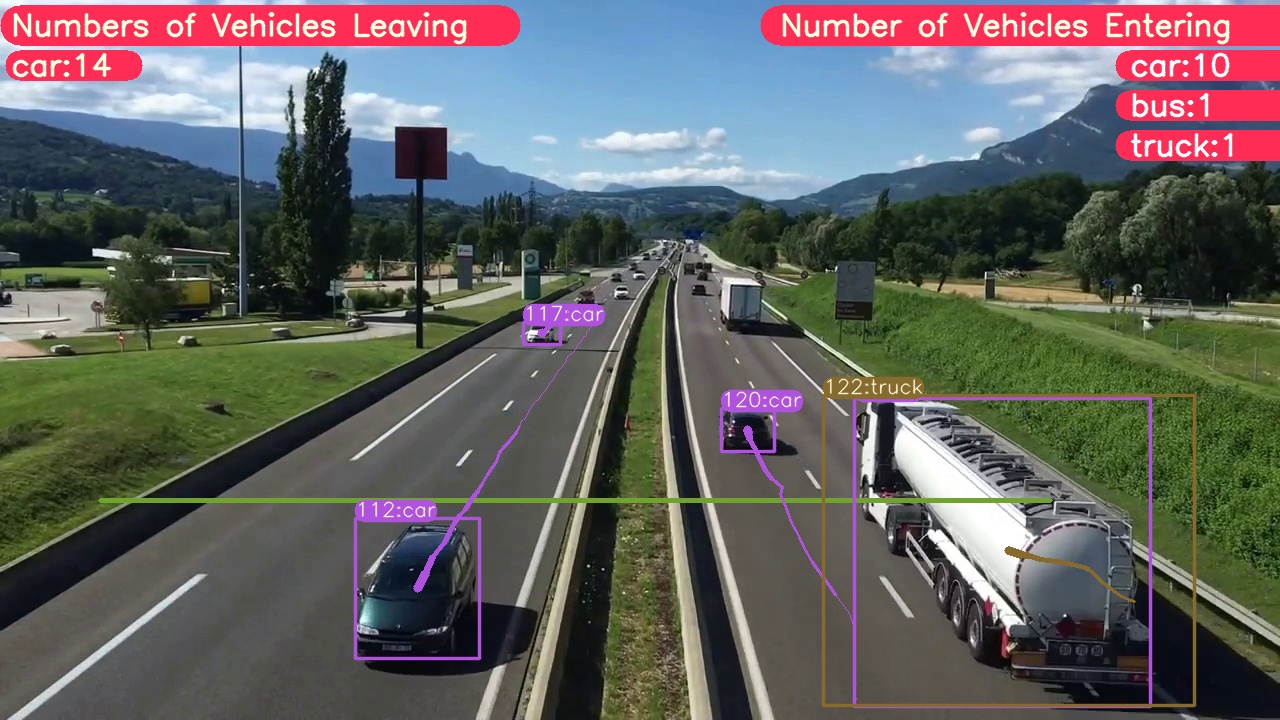 Numbers of Vehicles Leaving
car:14
Number of Vehicles Entering
car:10
bus:1
truck:1
117:car
120:car
122:truck
112:car